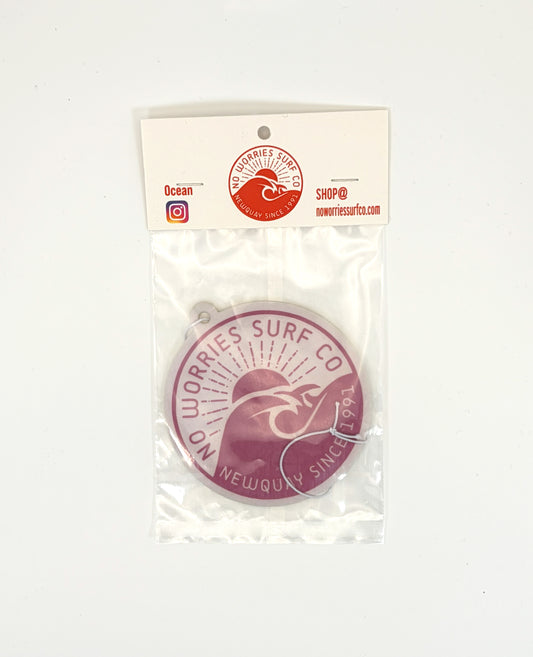 NO WORRIES SURF CO
NEWQUAY SINCE 1991
Ocean
SHOP@
noworriessurfco.com
NO WORRIES SURF CO
NEWQUAY SINCE 1991